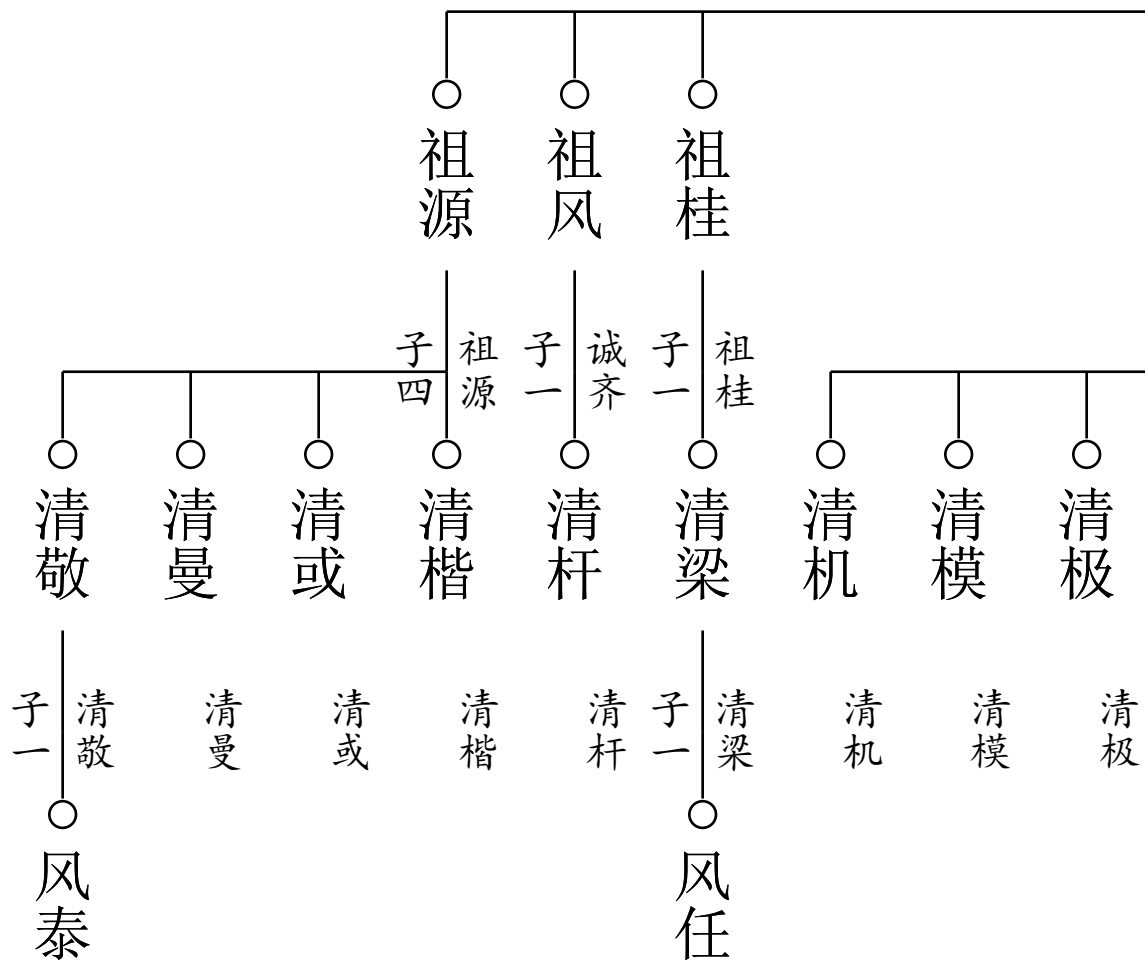 祖源
祖风
祖桂
子四
祖源
子一
诚齐
子一
祖桂
清敬
清曼
清或
清楷
清杆
清梁
清机
清模
清极
子一
清敬
清曼
清或
清楷
清杆
子一
清梁
清机
清模
清极
风泰
风任